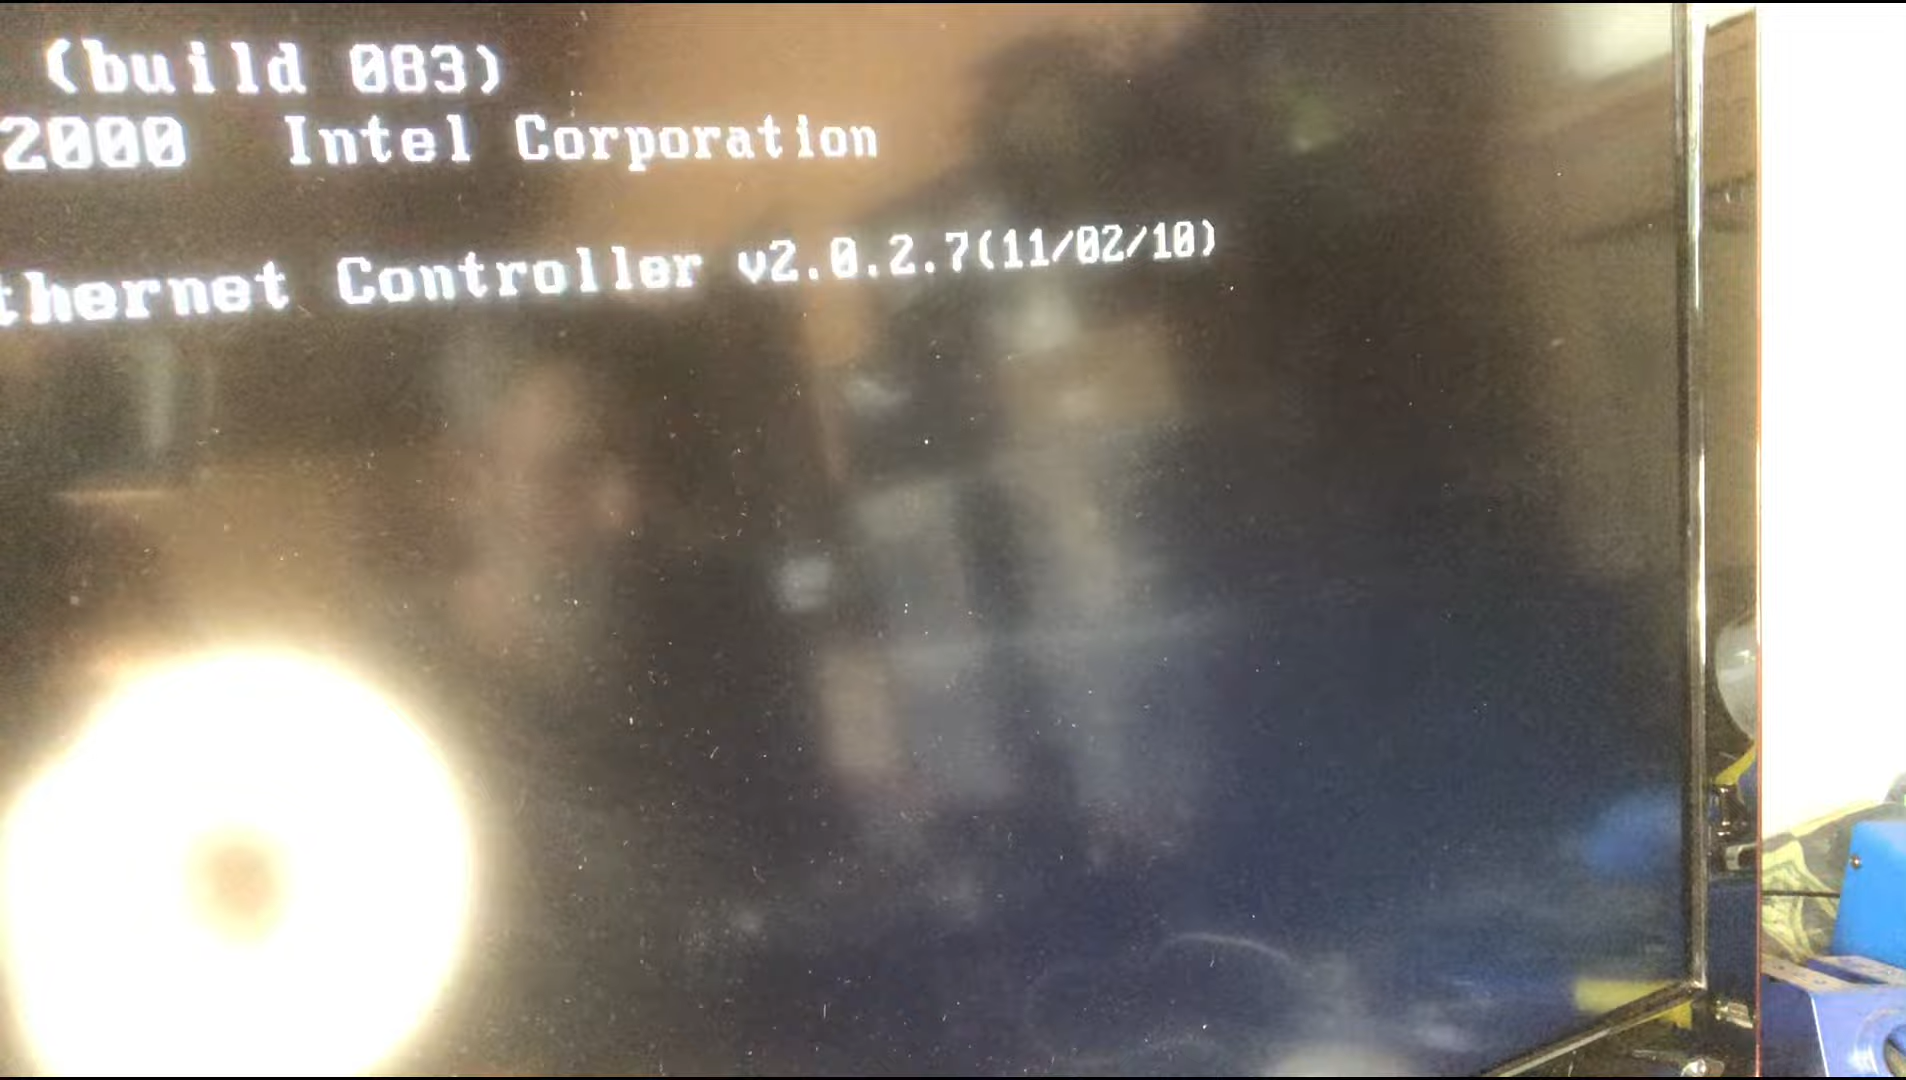 (build 083)
2000 Intel Corporation
thernet Controller v2.0.2.7(11/02/10)